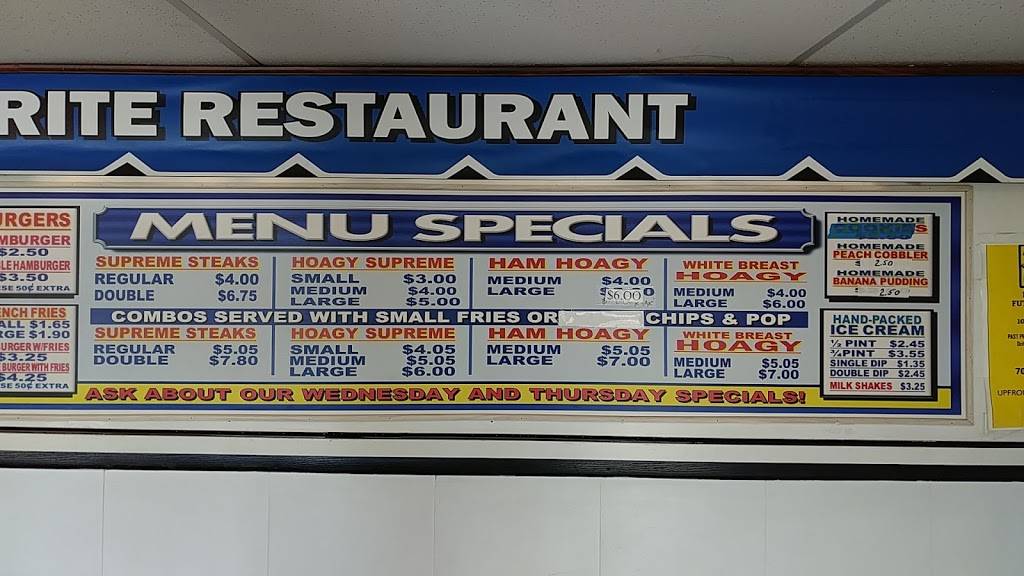 RITE RESTAURANT
MENU SPECIALS
URGERS
MBURGER
$2.50
BLE HAMBURGER
$3.50
ESE 50¢ EXTRA
ENCH FRIES
ALL $1.65
RGE $1.90
BURGER W/FRIES
$3.25
BURGER WITH FRIES
$4.25
ESE 50¢ EXTRA
SUPREME STEAKS
REGULAR $4.00
DOUBLE $6.75
HOAGY SUPREME
SMALL $3.00
MEDIUM $4.00
LARGE $5.00
HAM HOAGY
MEDIUM $4.00
LARGE $6.00
WHITE BREAST
HOAGY
MEDIUM $4.00
LARGE $6.00
COMBOS SERVED WITH SMALL FRIES OR CHIPS & POP
SUPREME STEAKS
REGULAR $5.05
DOUBLE $7.80
HOAGY SUPREME
SMALL $4.05
MEDIUM $5.05
LARGE $6.00
HAM HOAGY
MEDIUM $5.05
LARGE $7.00
WHITE BREAST
HOAGY
MEDIUM $5.05
LARGE $7.00
ASK ABOUT OUR WEDNESDAY AND THURSDAY SPECIALS!
HOMEMADE
HOMEMADE
PEACH COBBLER
$ 2.50
HOMEMADE
BANANA PUDDING
2.50
HAND-PACKED
ICE CREAM
½ PINT $2.45
¾ PINT $3.55
SINGLE DIP $1.35
DOUBLE DIP $2.45
MILK SHAKES $3.25